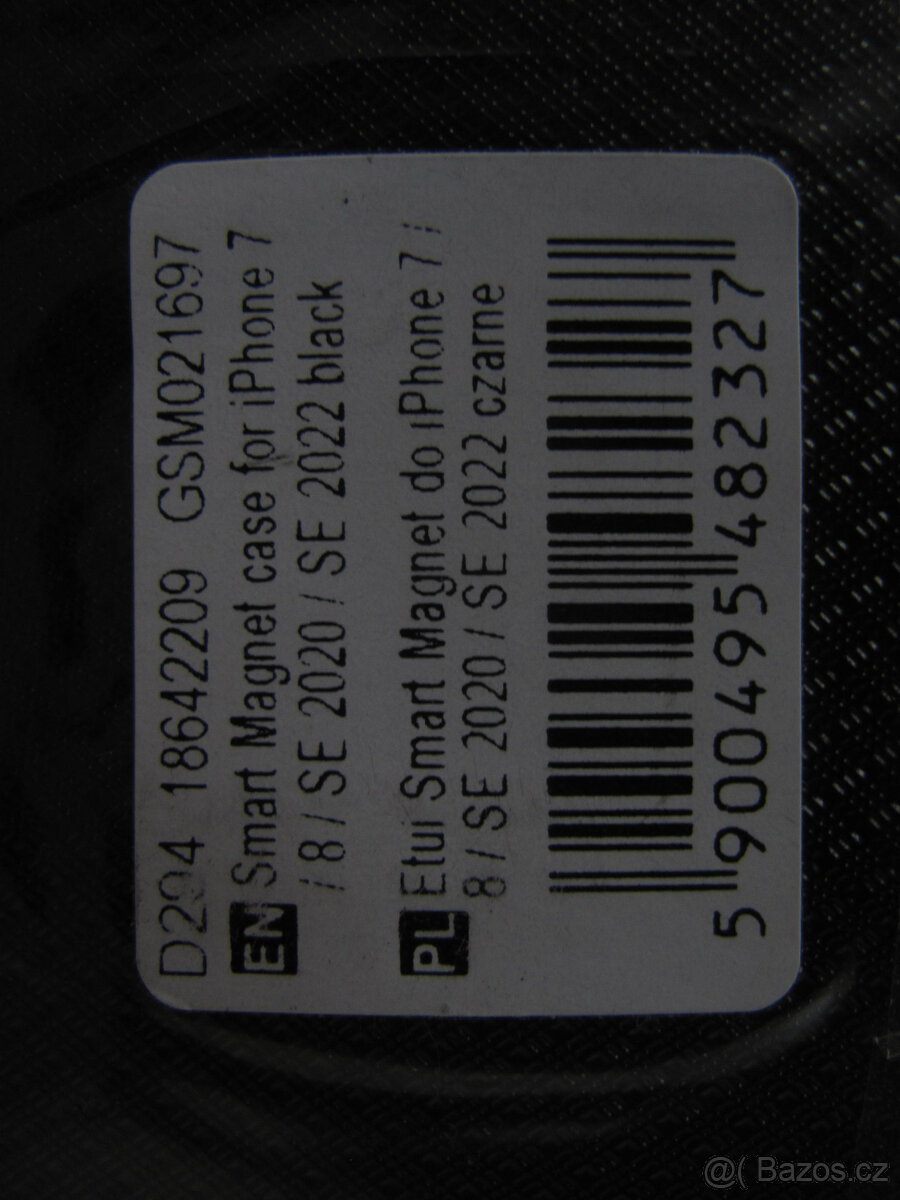 D294 18642209 GSM021697
EN Smart Magnet case for iPhone 7
/ 8 / SE 2020 / SE 2022 black
PL Etui Smart Magnet do iPhone 7 /
8 / SE 2020 / SE 2022 czarne
5 900495 482327
@( Bazos.cz